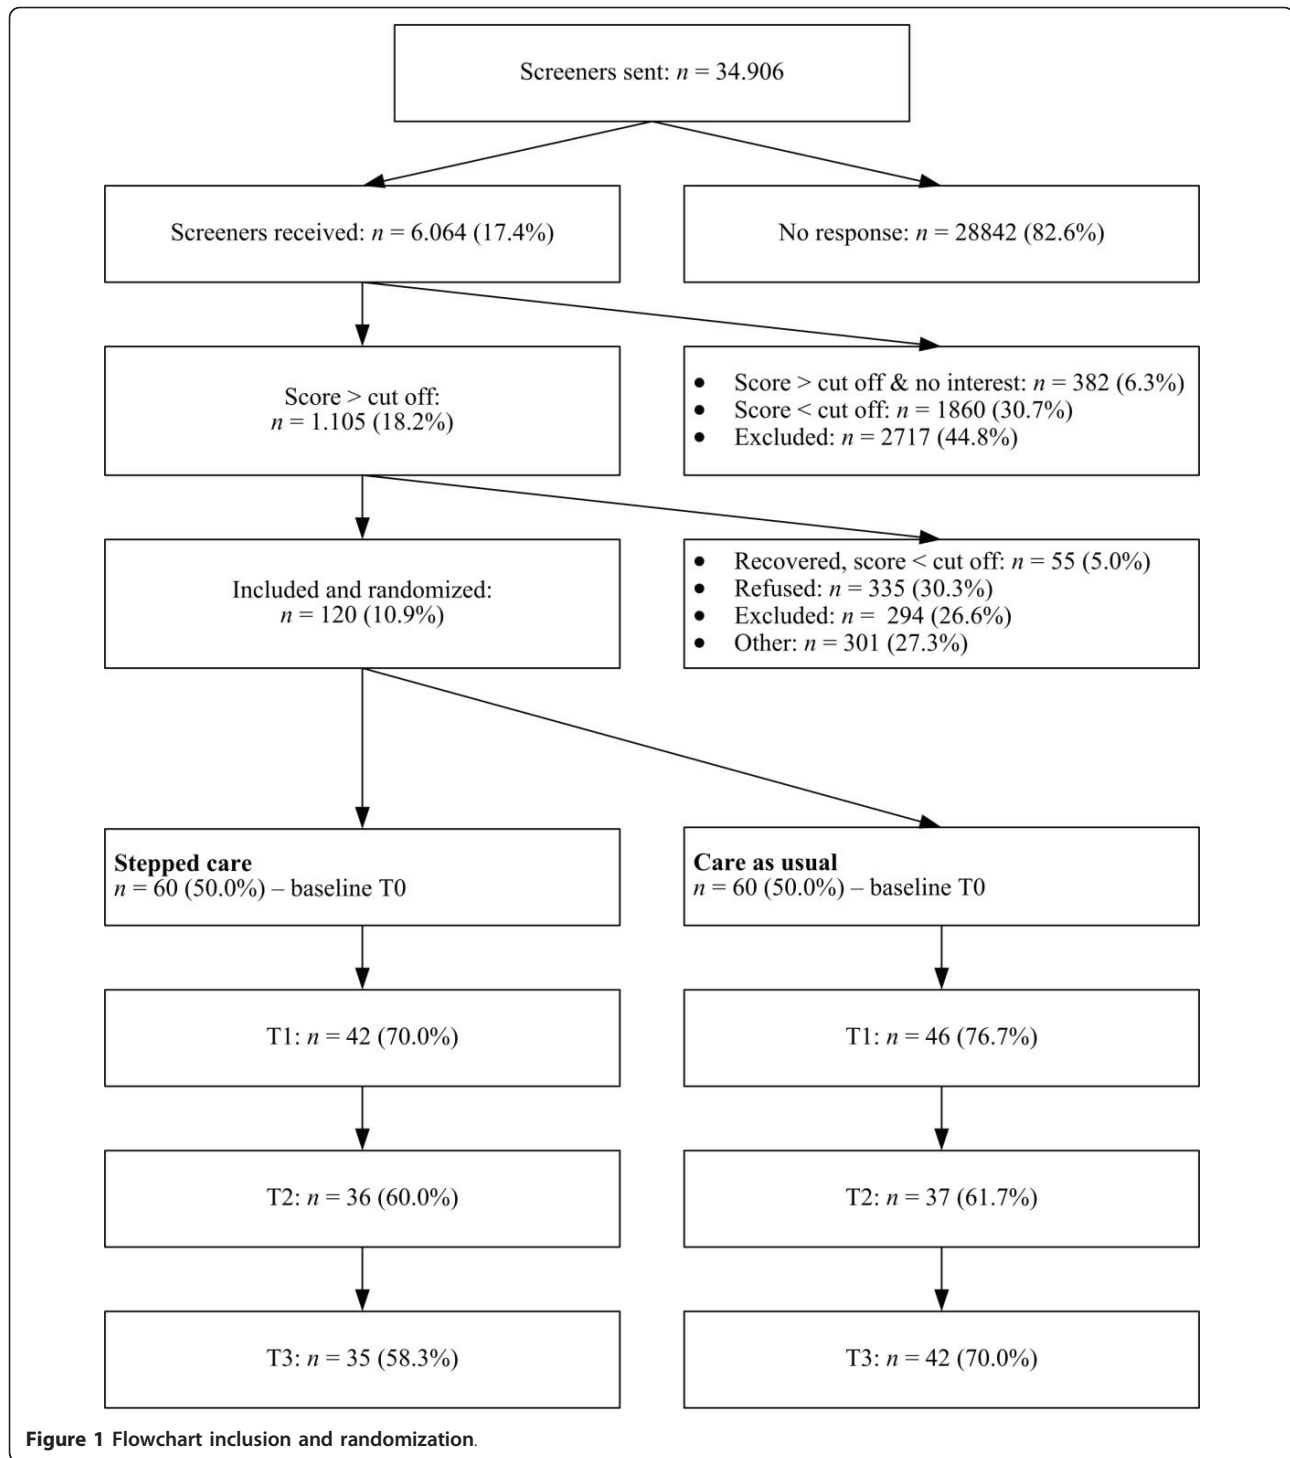 Screeners sent: n = 34.906
Screeners received: n = 6.064 (17.4%)
No response: n = 28842 (82.6%)
Score > cut off:
n = 1.105 (18.2%)
• Score > cut off & no interest: n = 382 (6.3%)
• Score < cut off: n = 1860 (30.7%)
• Excluded: n = 2717 (44.8%)
Included and randomized:
n = 120 (10.9%)
• Recovered, score < cut off: n = 55 (5.0%)
• Refused: n = 335 (30.3%)
• Excluded: n = 294 (26.6%)
• Other: n = 301 (27.3%)
Stepped care
n = 60 (50.0%) – baseline T0
Care as usual
n = 60 (50.0%) – baseline T0
T1: n = 42 (70.0%)
T1: n = 46 (76.7%)
T2: n = 36 (60.0%)
T2: n = 37 (61.7%)
T3: n = 35 (58.3%)
T3: n = 42 (70.0%)
Figure 1 Flowchart inclusion and randomization.